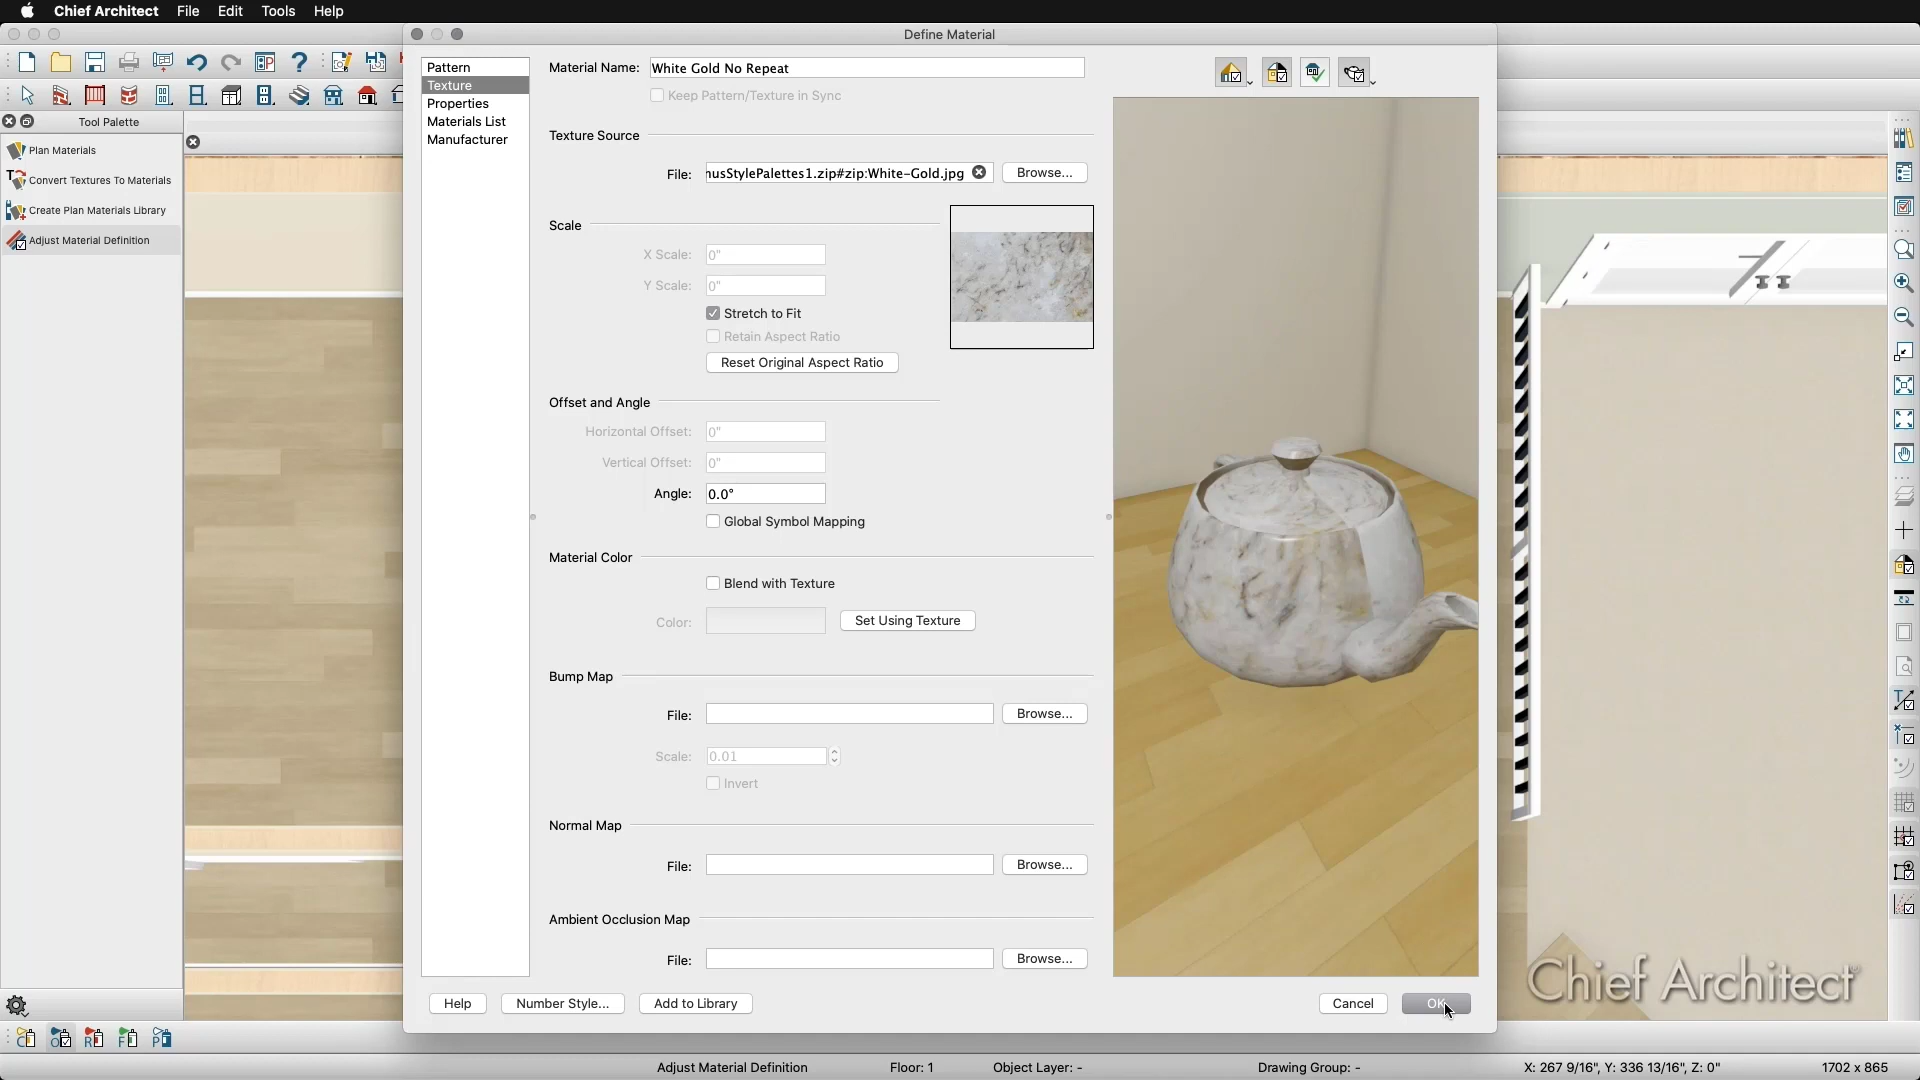 Chief Architect File Edit Tools Help
Define Material
Tool Palette
Plan Materials
Convert Textures To Materials
Create Plan Materials Library
Adjust Material Definition
Pattern
Texture
Properties
Materials List
Manufacturer
Material Name: White Gold No Repeat
Keep Pattern/Texture in Sync
Texture Source
File: nusStylePalettes1.zip#zip:White-Gold.jpg Browse...
Scale
X Scale: 0"
Y Scale: 0"
Stretch to Fit
Retain Aspect Ratio
Reset Original Aspect Ratio
Offset and Angle
Horizontal Offset: 0"
Vertical Offset: 0"
Angle: 0.0°
Global Symbol Mapping
Material Color
Blend with Texture
Color: Set Using Texture
Bump Map
File: Browse...
Scale: 0.01
Invert
Normal Map
File: Browse...
Ambient Occlusion Map
File: Browse...
Help Number Style... Add to Library Cancel OK
Chief Architect
Adjust Material Definition Floor: 1 Object Layer: - Drawing Group: - X: 267 9/16", Y: 336 13/16", Z: 0" 1702 x 865